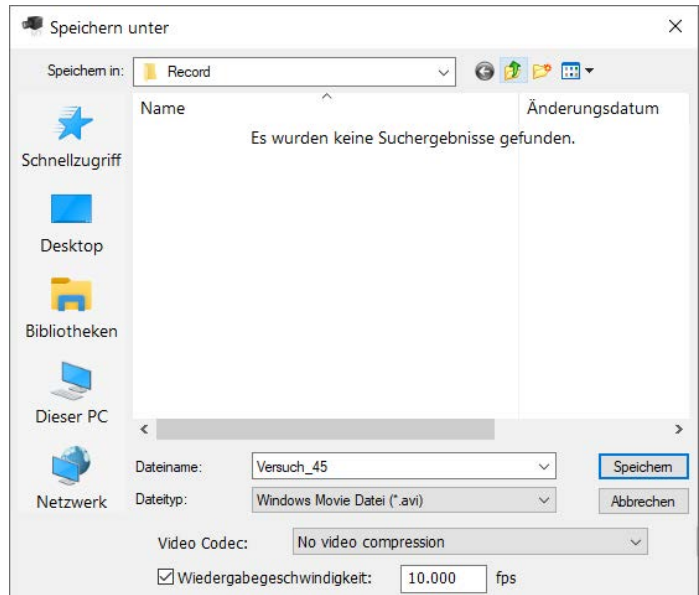 Speichern unter
Speichern in: Record
Name Änderungsdatum
Es wurden keine Suchergebnisse gefunden.
Schnellzugriff
Desktop
Bibliotheken
Dieser PC
Netzwerk
Dateiname: Versuch_45 Speichern
Dateityp: Windows Movie Datei (*.avi) Abbrechen
Video Codec: No video compression
Wiedergabegeschwindigkeit: 10.000 fps